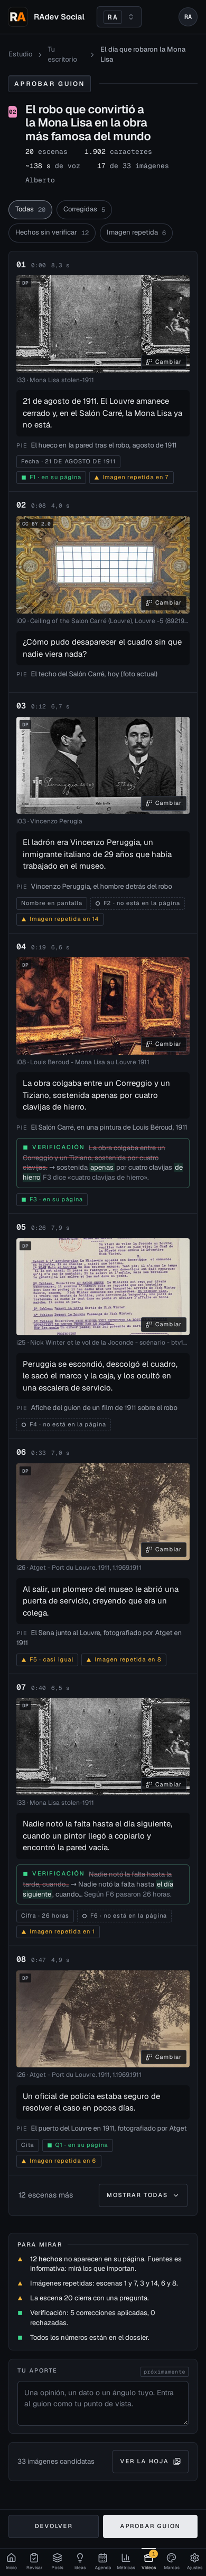 RA RAdev Social RA RA
Estudio > Tu escritorio > El día que robaron la Mona Lisa
APROBAR GUION
02 El robo que convirtió a
la Mona Lisa en la obra
más famosa del mundo
20 escenas 1.902 caracteres
~138 s de voz 17 de 33 imágenes
Alberto
Todas 20 Corregidas 5
Hechos sin verificar 12 Imagen repetida 6
01 0:00 8,3 s
DP
Cambiar
i33 · Mona Lisa stolen-1911
21 de agosto de 1911. El Louvre amanece
cerrado y, en el Salón Carré, la Mona Lisa ya
no está.
PIE El hueco en la pared tras el robo, agosto de 1911
Fecha · 21 DE AGOSTO DE 1911
F1 · en su página Imagen repetida en 7
02 0:08 4,0 s
CC BY 2.0
Cambiar
i09 · Ceiling of the Salon Carré (Louvre), Louvre -5 (89219...
¿Cómo pudo desaparecer el cuadro sin que
nadie viera nada?
PIE El techo del Salón Carré, hoy (foto actual)
03 0:12 6,7 s
DP
Cambiar
i03 · Vincenzo Perugia
El ladrón era Vincenzo Peruggia, un
inmigrante italiano de 29 años que había
trabajado en el museo.
PIE Vincenzo Peruggia, el hombre detrás del robo
Nombre en pantalla F2 · no está en la página
Imagen repetida en 14
04 0:19 6,6 s
DP
Cambiar
i08 · Louis Beroud - Mona Lisa au Louvre 1911
La obra colgaba entre un Correggio y un
Tiziano, sostenida apenas por cuatro
clavijas de hierro.
PIE El Salón Carré, en una pintura de Louis Béroud, 1911
VERIFICACIÓN La obra colgaba entre un
Correggio y un Tiziano, sostenida por cuatro
clavijas. → sostenida apenas por cuatro clavijas de
hierro F3 dice «cuatro clavijas de hierro».
F3 · en su página
05 0:26 7,9 s
DP
Cambiar
i25 · Nick Winter et le vol de la Joconde - scénario - btv1...
Peruggia se escondió, descolgó el cuadro,
le sacó el marco y la caja, y los ocultó en
una escalera de servicio.
PIE Afiche del guion de un film de 1911 sobre el robo
F4 · no está en la página
06 0:33 7,0 s
DP
Cambiar
i26 · Atget - Port du Louvre. 1911, 1.1969.1911
Al salir, un plomero del museo le abrió una
puerta de servicio, creyendo que era un
colega.
PIE El Sena junto al Louvre, fotografiado por Atget en
1911
F5 · casi igual Imagen repetida en 8
07 0:40 6,5 s
DP
Cambiar
i33 · Mona Lisa stolen-1911
Nadie notó la falta hasta el día siguiente,
cuando un pintor llegó a copiarlo y
encontró la pared vacía.
VERIFICACIÓN Nadie notó la falta hasta la
tarde, cuando... → Nadie notó la falta hasta el día
siguiente, cuando... Según F6 pasaron 26 horas.
Cifra · 26 horas F6 · no está en la página
Imagen repetida en 1
08 0:47 4,9 s
DP
Cambiar
i26 · Atget - Port du Louvre. 1911, 1.1969.1911
Un oficial de policía estaba seguro de
resolver el caso en pocos días.
PIE El puerto del Louvre en 1911, fotografiado por Atget
Cita Q1 · en su página
Imagen repetida en 6
12 escenas más MOSTRAR TODAS
PARA MIRAR
12 hechos no aparecen en su página. Fuentes es
informativa: mirá los que importan.
Imágenes repetidas: escenas 1 y 7, 3 y 14, 6 y 8.
La escena 20 cierra con una pregunta.
Verificación: 5 correcciones aplicadas, 0
rechazadas.
Todos los números están en el dossier.
TU APORTE próximamente
Una opinión, un dato o un ángulo tuyo. Entra
al guion como tu punto de vista.
33 imágenes candidatas VER LA HOJA
DEVOLVER APROBAR GUION
Inicio Revisar Pods Ideas Agenda Métricas Videos Marcas Ajustes